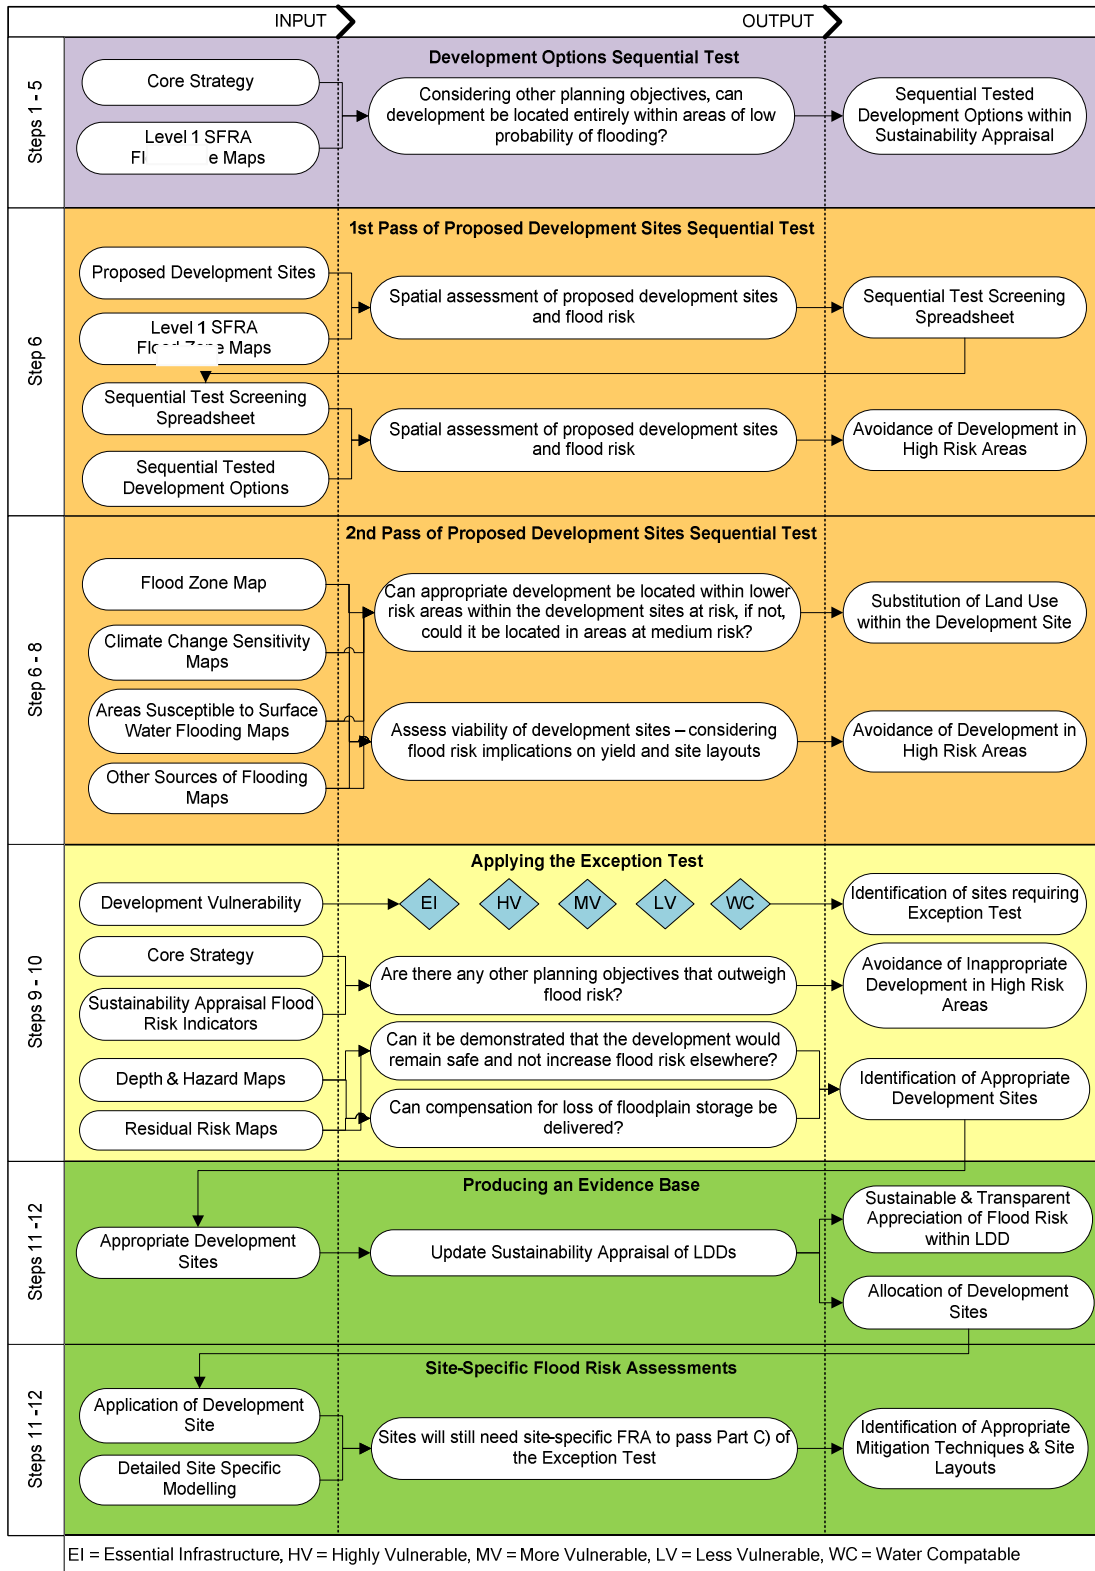 INPUT
OUTPUT
Steps 1 - 5
Development Options Sequential Test
Core Strategy
Level 1 SFRA
Maps
Considering other planning objectives, can
development be located entirely within areas of low
probability of flooding?
Sequential Tested
Development Options within
Sustainability Appraisal
Step 6
1st Pass of Proposed Development Sites Sequential Test
Proposed Development Sites
Level 1 SFRA
Flood Zone Maps
Spatial assessment of proposed development sites
and flood risk
Sequential Test Screening
Spreadsheet
Sequential Test Screening
Spreadsheet
Sequential Tested
Development Options
Spatial assessment of proposed development sites
and flood risk
Avoidance of Development in
High Risk Areas
Step 6 - 8
2nd Pass of Proposed Development Sites Sequential Test
Flood Zone Map
Climate Change Sensitivity
Maps
Areas Susceptible to Surface
Water Flooding Maps
Other Sources of Flooding
Maps
Can appropriate development be located within lower
risk areas within the development sites at risk, if not,
could it be located in areas at medium risk?
Assess viability of development sites – considering
flood risk implications on yield and site layouts
Substitution of Land Use
within the Development Site
Avoidance of Development in
High Risk Areas
Steps 9 - 10
Applying the Exception Test
Development Vulnerability
EI
HV
MV
LV
WC
Identification of sites requiring
Exception Test
Core Strategy
Sustainability Appraisal Flood
Risk Indicators
Are there any other planning objectives that outweigh
flood risk?
Avoidance of Inappropriate
Development in High Risk
Areas
Depth & Hazard Maps
Residual Risk Maps
Can it be demonstrated that the development would
remain safe and not increase flood risk elsewhere?
Can compensation for loss of floodplain storage be
delivered?
Identification of Appropriate
Development Sites
Steps 11 -12
Producing an Evidence Base
Appropriate Development
Sites
Update Sustainability Appraisal of LDDs
Sustainable & Transparent
Appreciation of Flood Risk
within LDD
Allocation of Development
Sites
Steps 11-12
Site-Specific Flood Risk Assessments
Application of Development
Site
Detailed Site Specific
Modelling
Sites will still need site-specific FRA to pass Part C) of
the Exception Test
Identification of Appropriate
Mitigation Techniques & Site
Layouts
EI = Essential Infrastructure, HV = Highly Vulnerable, MV = More Vulnerable, LV = Less Vulnerable, WC = Water Compatable